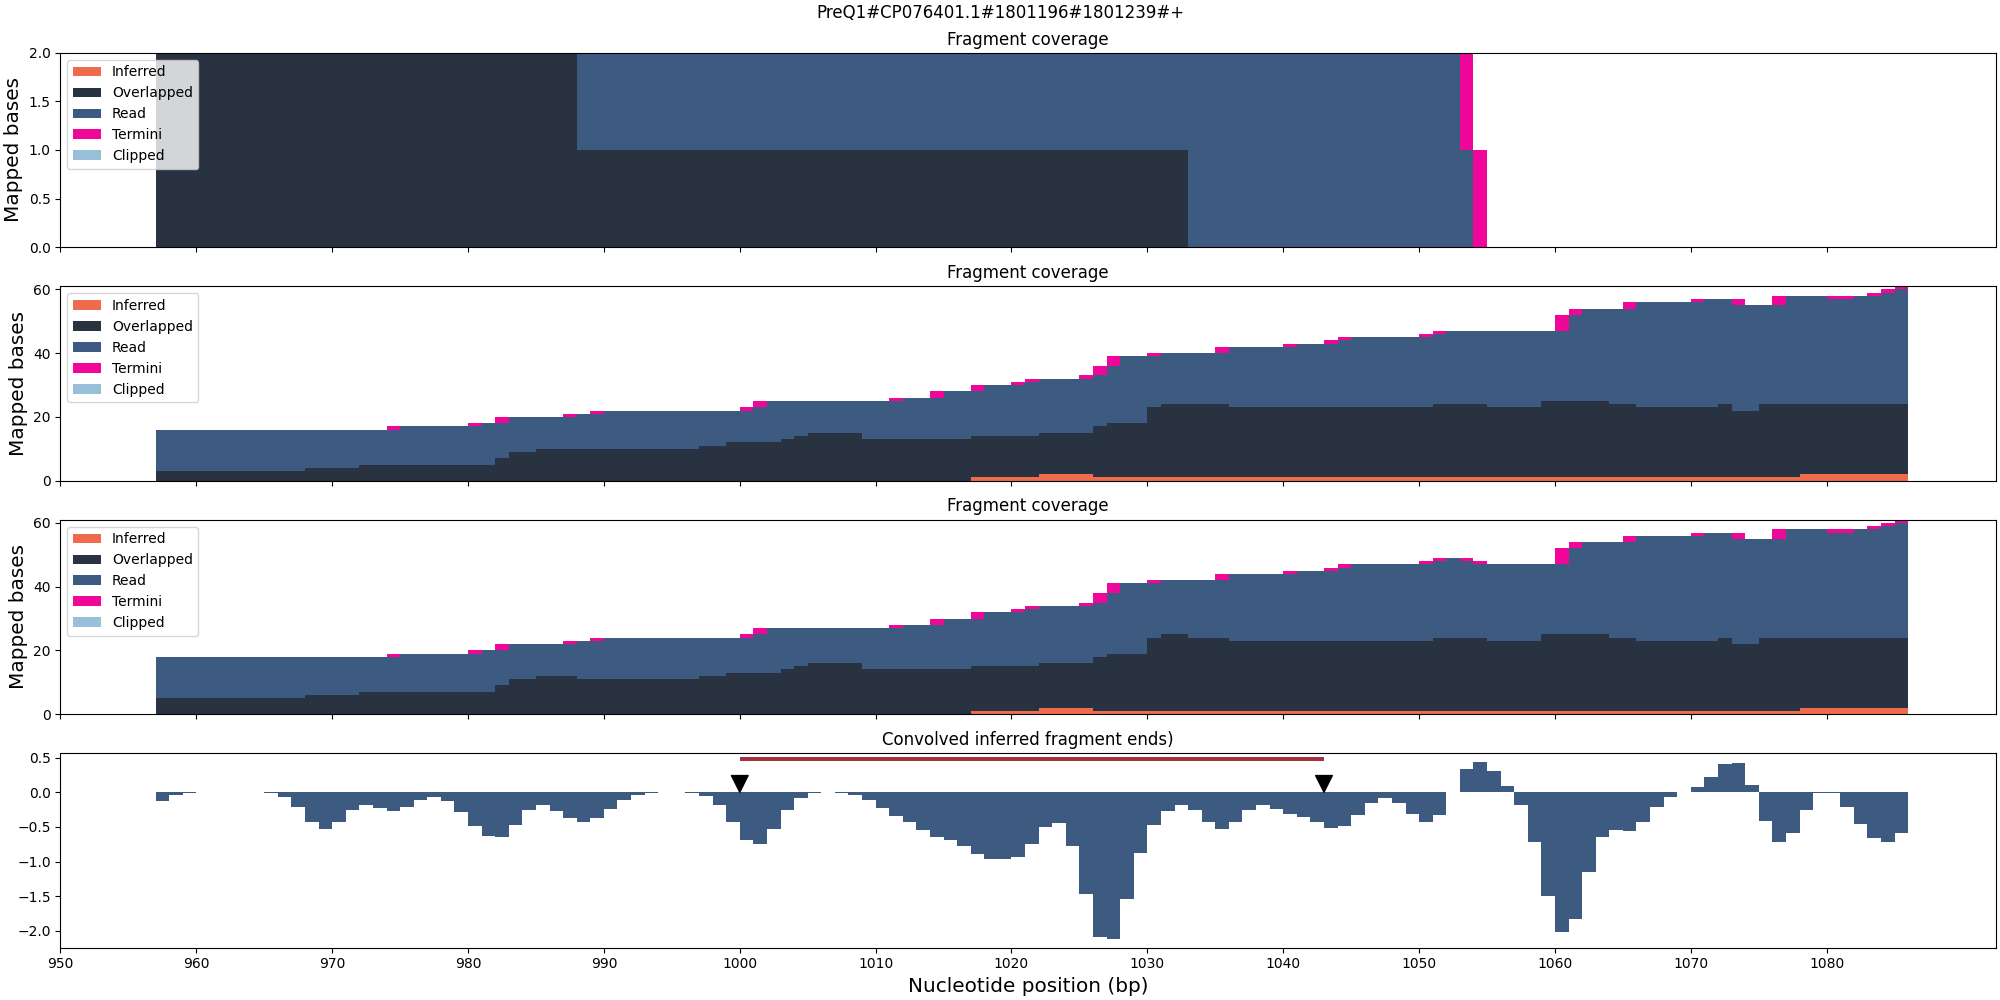 PreQ1#CP076401.1#1801196#1801239#+
Fragment coverage
Mapped bases
2.0
1.5
1.0
0.5
0.0
Inferred
Overlapped
Read
Termini
Clipped
Fragment coverage
Mapped bases
60
40
20
0
Inferred
Overlapped
Read
Termini
Clipped
Fragment coverage
Mapped bases
60
40
20
0
Inferred
Overlapped
Read
Termini
Clipped
Convolved inferred fragment ends)
0.5
0.0
−0.5
−1.0
−1.5
−2.0
950 960 970 980 990 1000 1010 1020 1030 1040 1050 1060 1070 1080
Nucleotide position (bp)